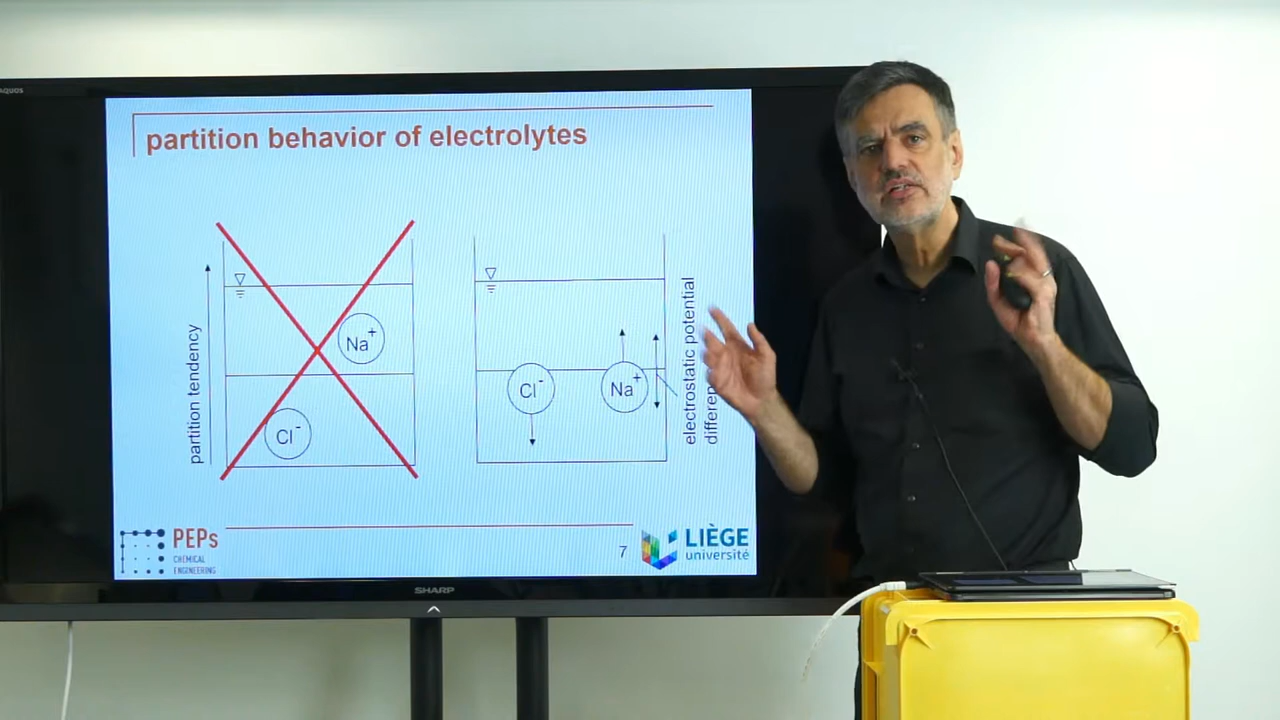 AQUOS
partition behavior of electrolytes
partition tendency
Na+
Cl-
Cl-
Na+
electrostatic potential
PEPs
CHEMICAL
ENGINEERING
7
LIÈGE
université
SHARP